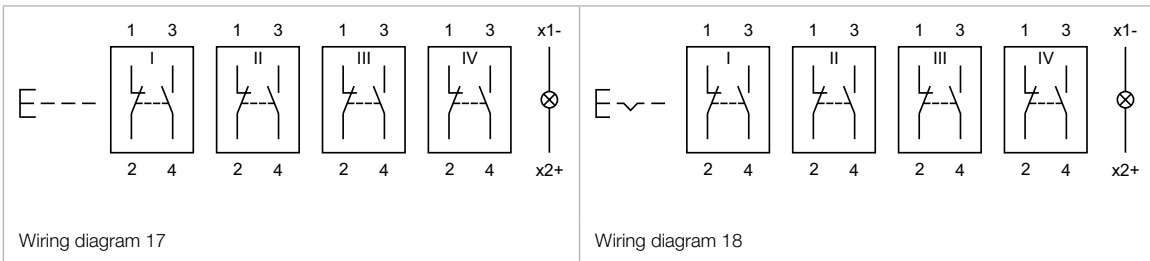 1 3 1 3 1 3 1 3 x1- 1 3 1 3 1 3 1 3 x1-
I II III IV I II III IV
2 4 2 4 2 4 2 4 x2+ 2 4 2 4 2 4 2 4 x2+
Wiring diagram 17 Wiring diagram 18